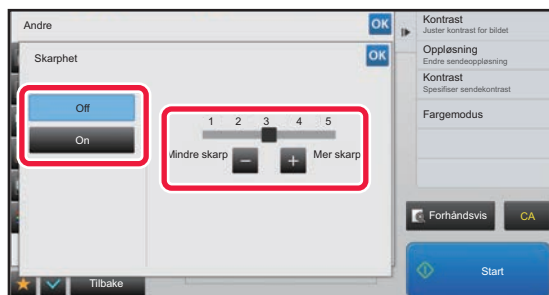 Andre
OK
Skarphet
OK
Off
On
1 2 3 4 5
Mindre skarp
Mer skarp
Tilbake
Kontrast
Juster kontrast for bildet
Oppløsning
Endre sendeoppløsning
Kontrast
Spesifiser sendekontrast
Fargemodus
Forhåndsvis
CA
Start